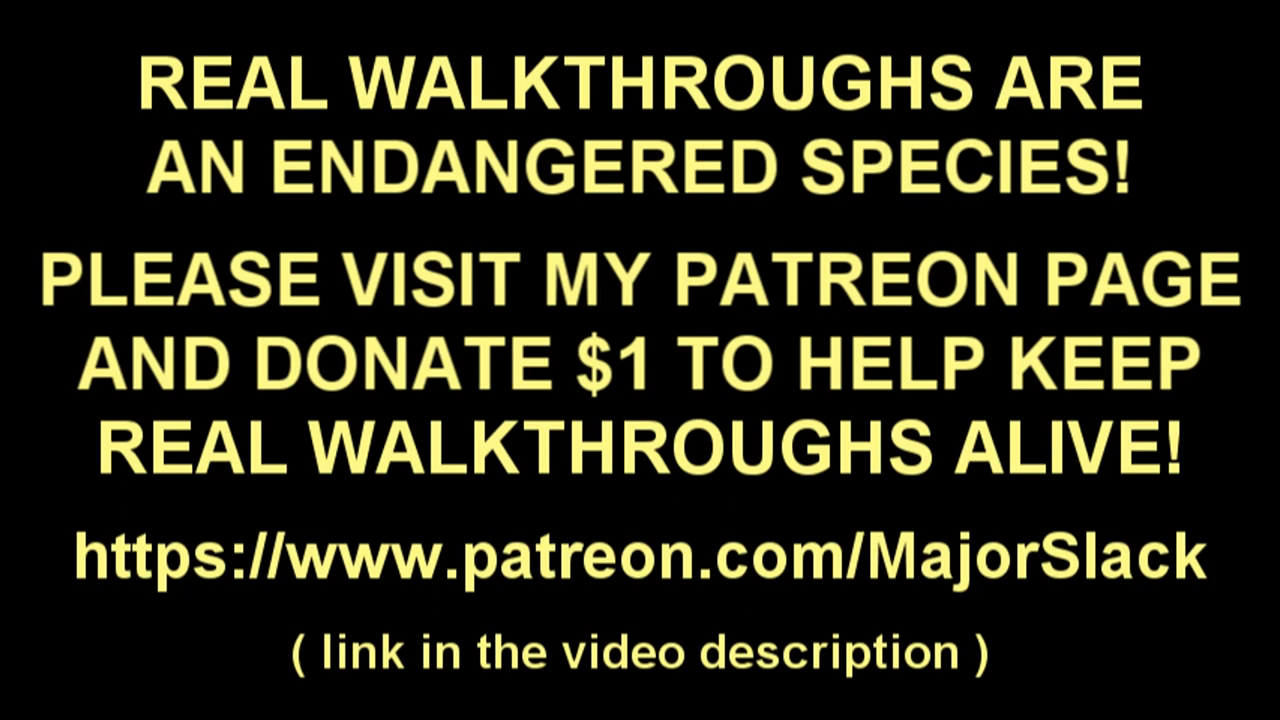 REAL WALKTHROUGHS ARE
AN ENDANGERED SPECIES!
PLEASE VISIT MY PATREON PAGE
AND DONATE $1 TO HELP KEEP
REAL WALKTHROUGHS ALIVE!
https://www.patreon.com/MajorSlack
( link in the video description )